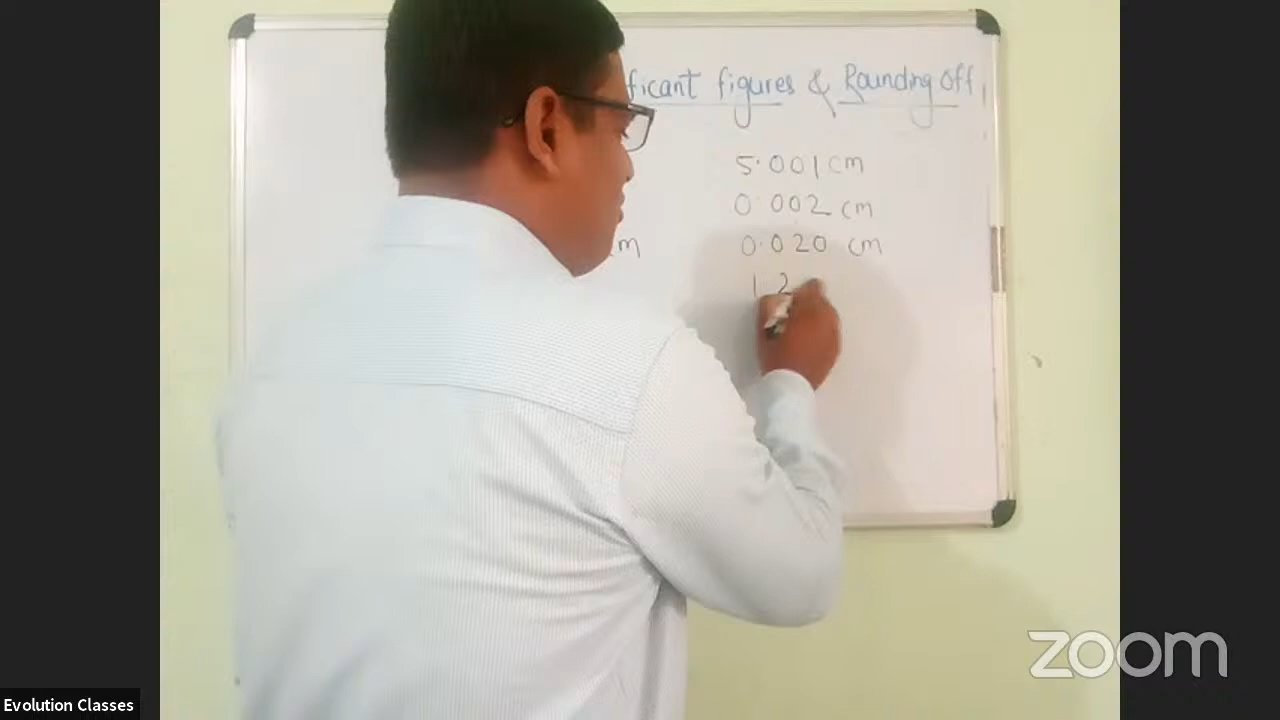 ficant figures & Rounding off
5.001 cm
0.002 cm
m 0.020 cm
12
zoom
Evolution Classes